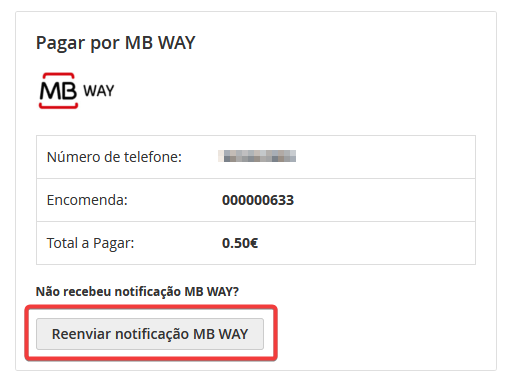 Pagar por MB WAY
MB WAY
Número de telefone:
Encomenda: 000000633
Total a Pagar: 0.50€
Não recebeu notificação MB WAY?
Reenviar notificação MB WAY